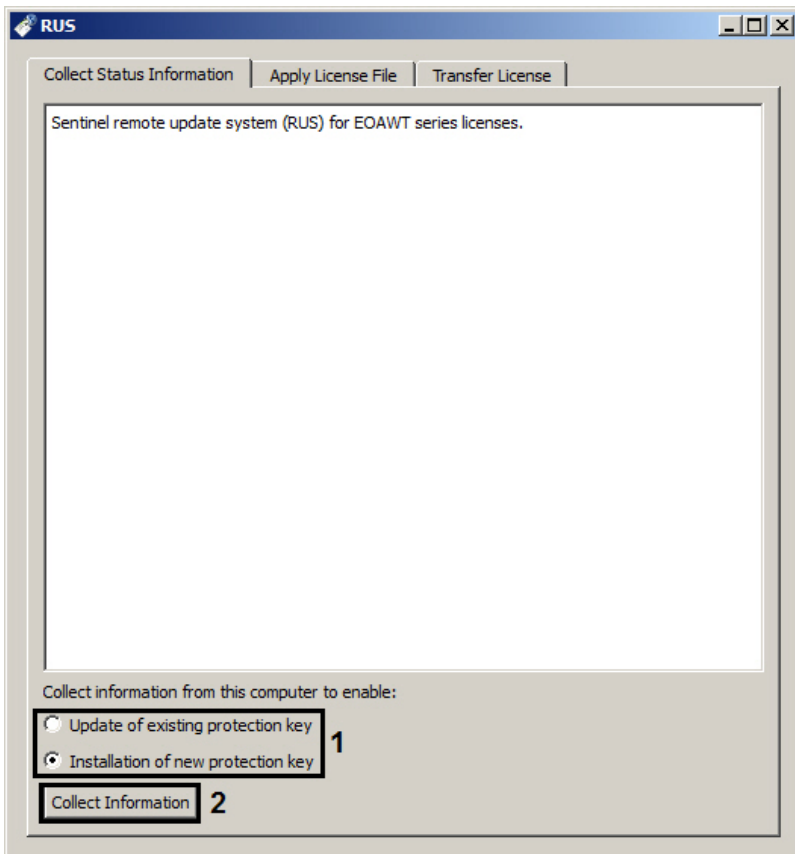 RUS
Collect Status Information Apply License File Transfer License
Sentinel remote update system (RUS) for EOAWT series licenses.
Collect information from this computer to enable:
Update of existing protection key
1
Installation of new protection key
Collect Information 2